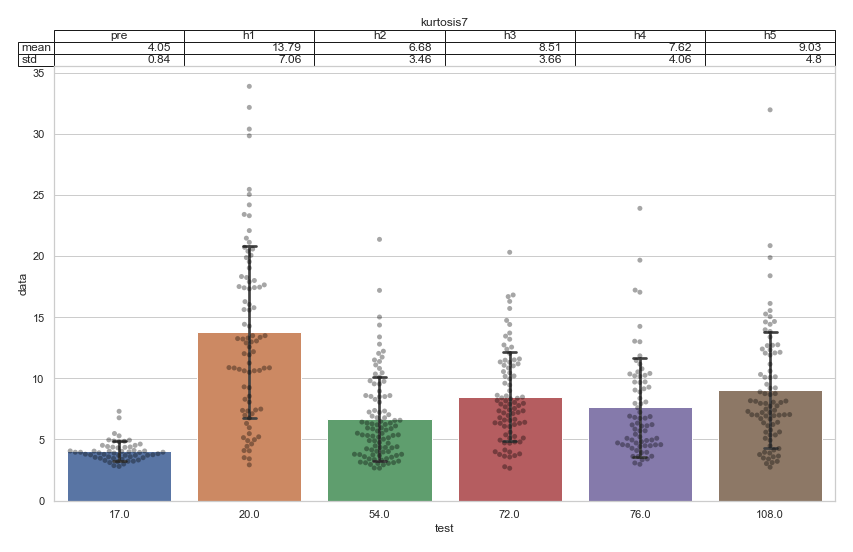 kurtosis7
pre h1 h2 h3 h4 h5
mean 4.05 13.79 6.68 8.51 7.62 9.03
std 0.84 7.06 3.46 3.66 4.06 4.8
35
30
25
20
15
10
5
0
data
17.0 20.0 54.0 72.0 76.0 108.0
test